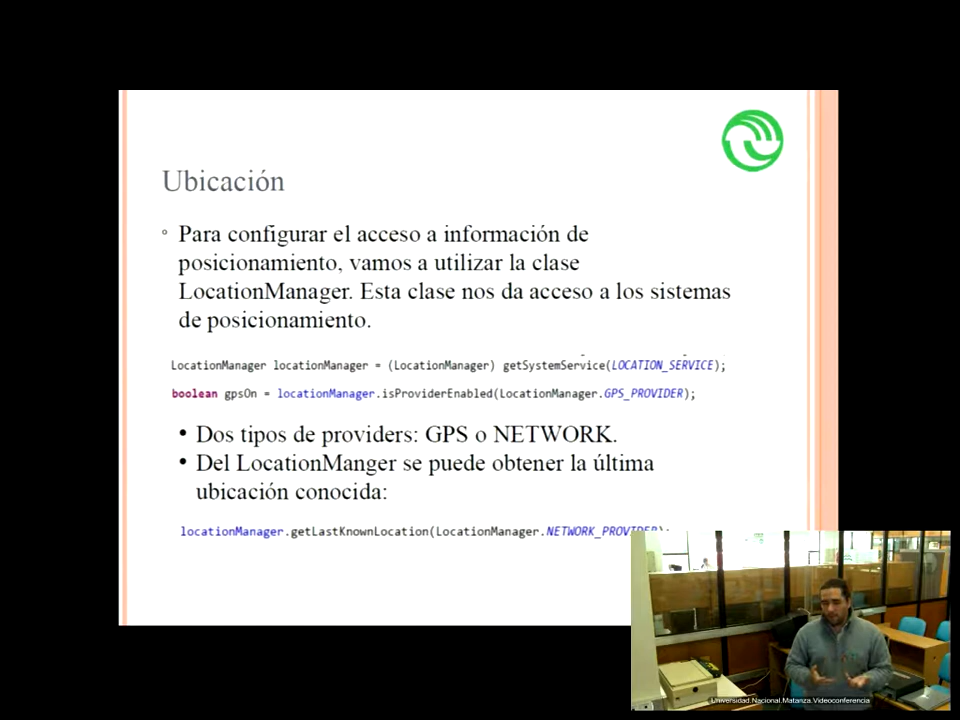 Ubicación
Para configurar el acceso a información de
posicionamiento, vamos a utilizar la clase
LocationManager. Esta clase nos da acceso a los sistemas
de posicionamiento.
LocationManager locationManager = (LocationManager) getSystemService(LOCATION_SERVICE);
boolean gpsOn = locationManager.isProviderEnabled(LocationManager.GPS_PROVIDER);
• Dos tipos de providers: GPS o NETWORK.
• Del LocationManger se puede obtener la última
ubicación conocida:
locationManager.getLastKnownLocation(LocationManager.NETWORK_PROVIDER);
Universidad.Nacional.Matanza.Videoconferencia